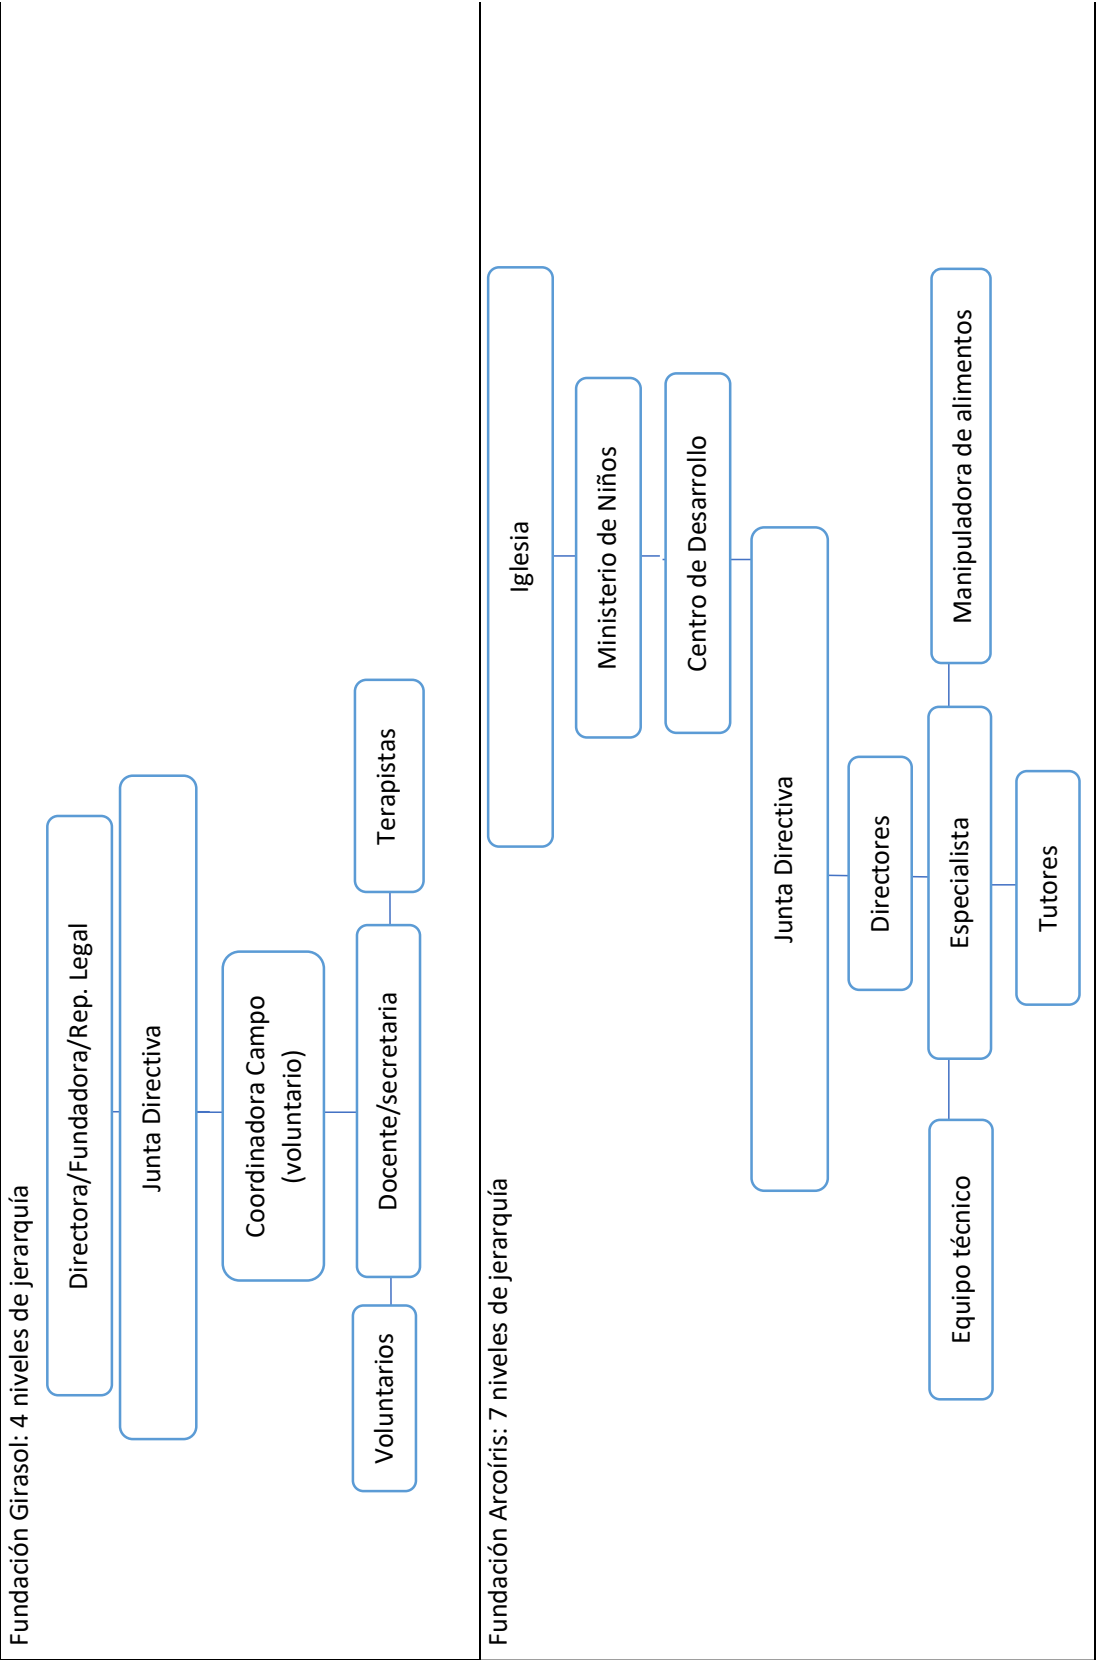 Fundación Girasol: 4 niveles de jerarquía
Directora/Fundadora/Rep. Legal
Junta Directiva
Coordinadora Campo
(voluntario)
Voluntarios
Docente/secretaria
Terapistas
Fundación Arcoíris: 7 niveles de jerarquía
Iglesia
Ministerio de Niños
Centro de Desarrollo
Junta Directiva
Directores
Equipo técnico
Especialista
Manipuladora de alimentos
Tutores